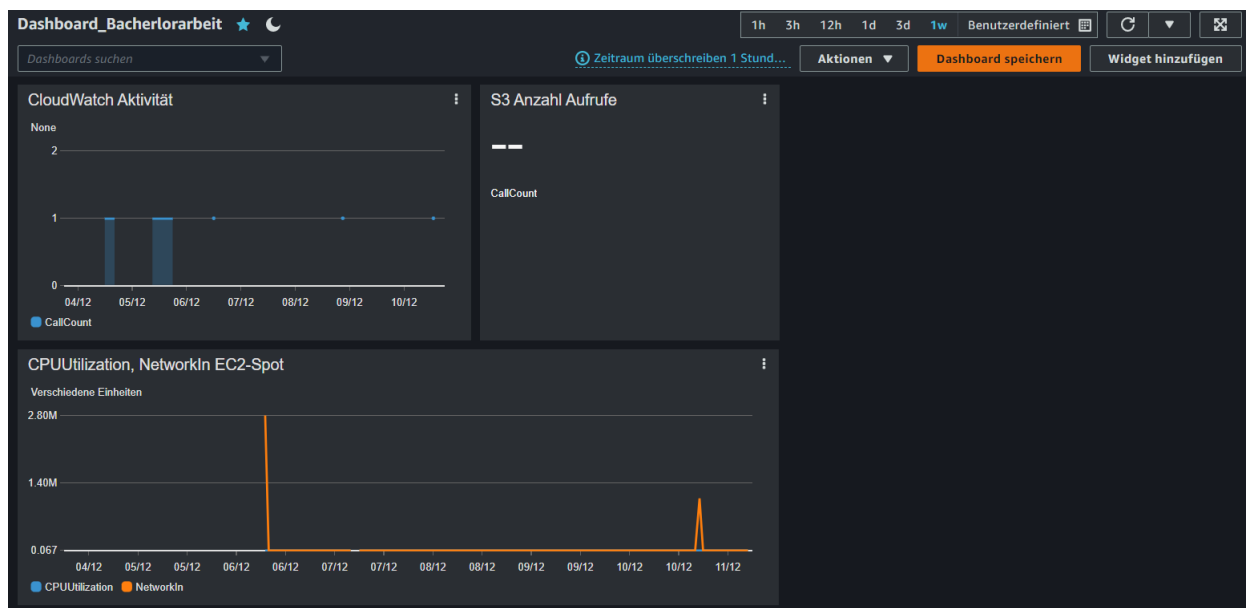 Dashboard_Bacherlorarbeit
1h 3h 12h 1d 3d 1w Benutzerdefiniert
Dashboards suchen
Zeitraum überschreiben 1 Stund...
Aktionen
Dashboard speichern
Widget hinzufügen
CloudWatch Aktivität
None
2
1
0
04/12 05/12 06/12 07/12 08/12 09/12 10/12
CallCount
S3 Anzahl Aufrufe
--
CallCount
CPUUtilization, NetworkIn EC2-Spot
Verschiedene Einheiten
2.80M
1.40M
0.067
04/12 05/12 05/12 06/12 06/12 07/12 07/12 08/12 08/12 09/12 09/12 10/12 10/12 11/12
CPUUtilization NetworkIn